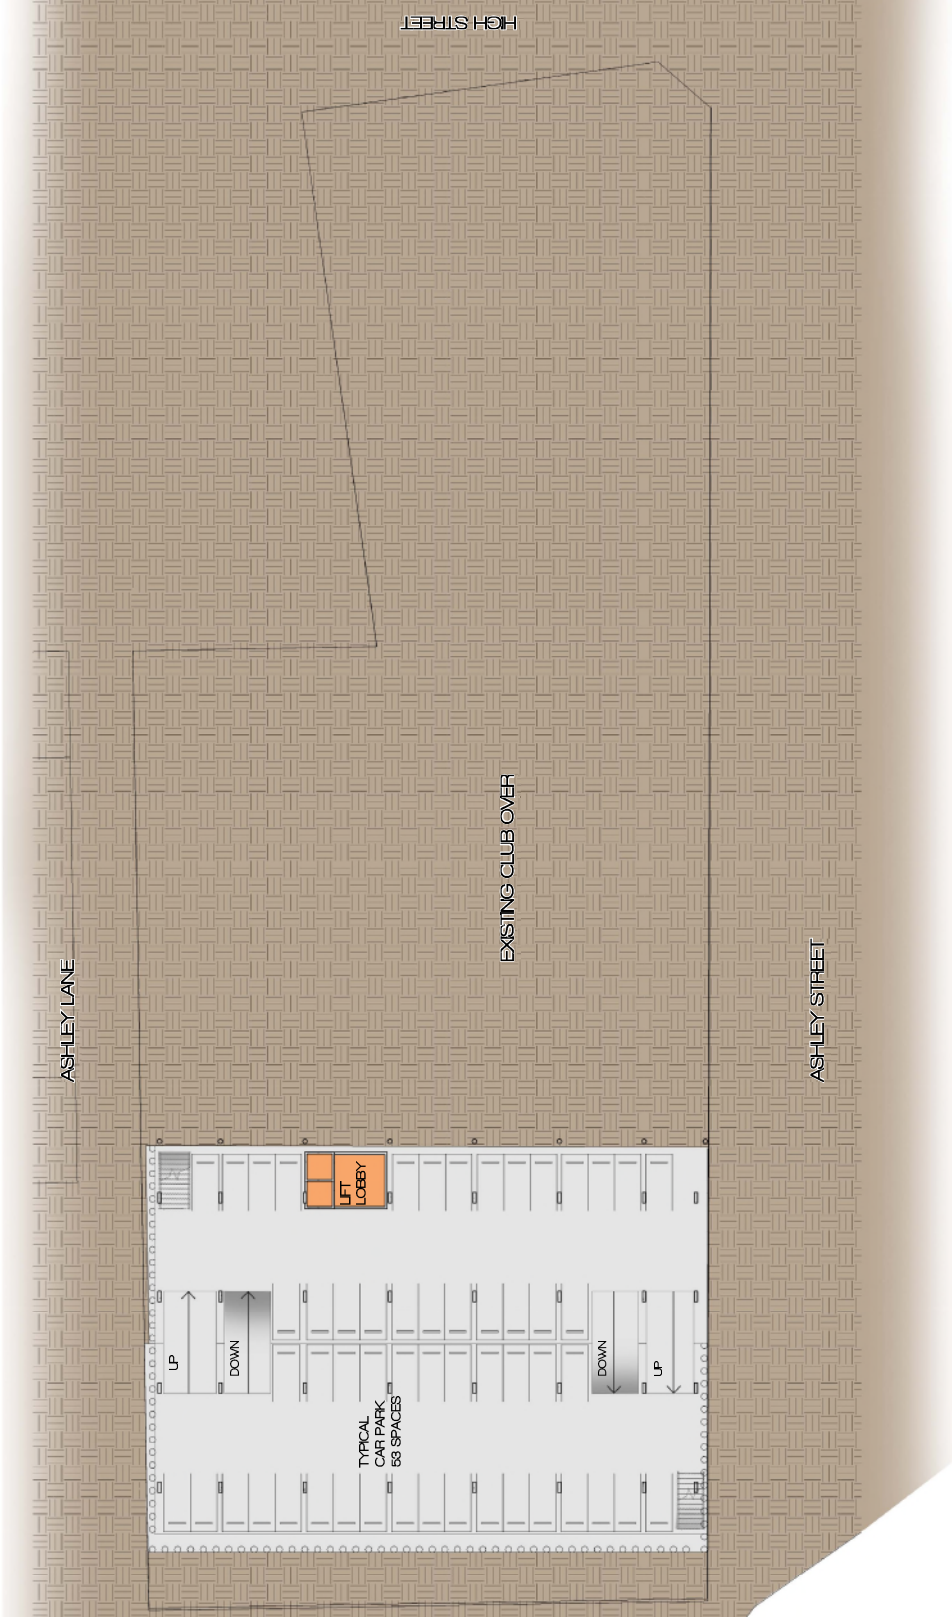 HIGH STREET
EXISTING CLUB OVER
ASHLEY LANE
ASHLEY STREET
LIFT
LOBBY
UP
DOWN
DOWN
UP
TYPICAL
CAR PARK
53 SPACES